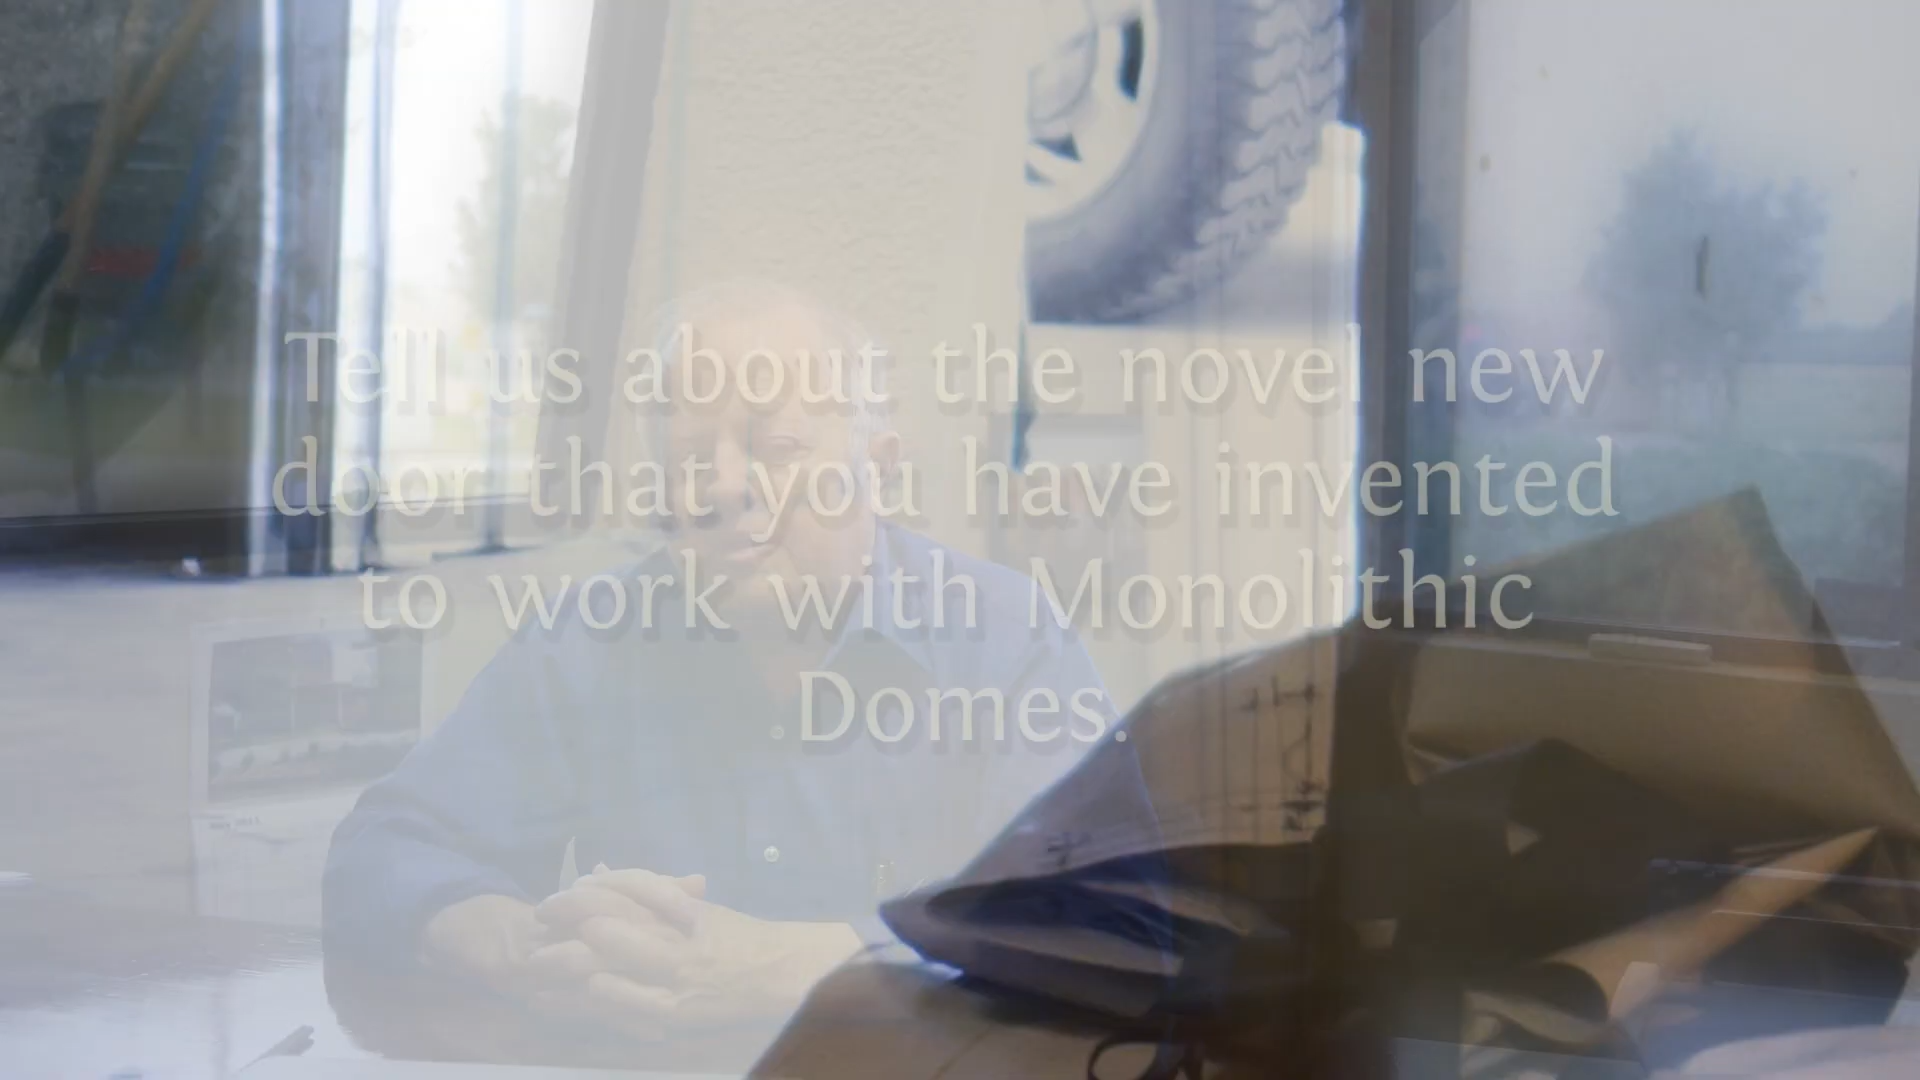 Tell us about the novel new
door that you have invented
to work with Monolithic
Domes.